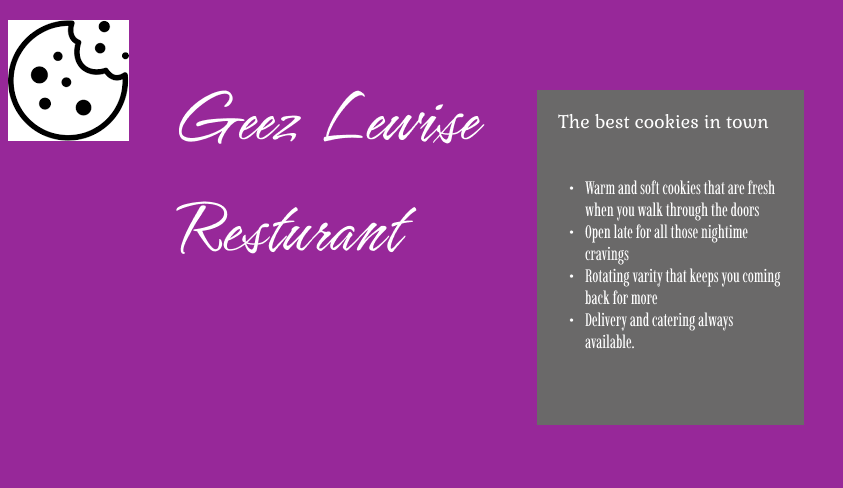 Geez Lewise
Resturant
The best cookies in town
• Warm and soft cookies that are fresh
when you walk through the doors
• Open late for all those nightime
cravings
• Rotating varity that keeps you coming
back for more
• Delivery and catering always
available.